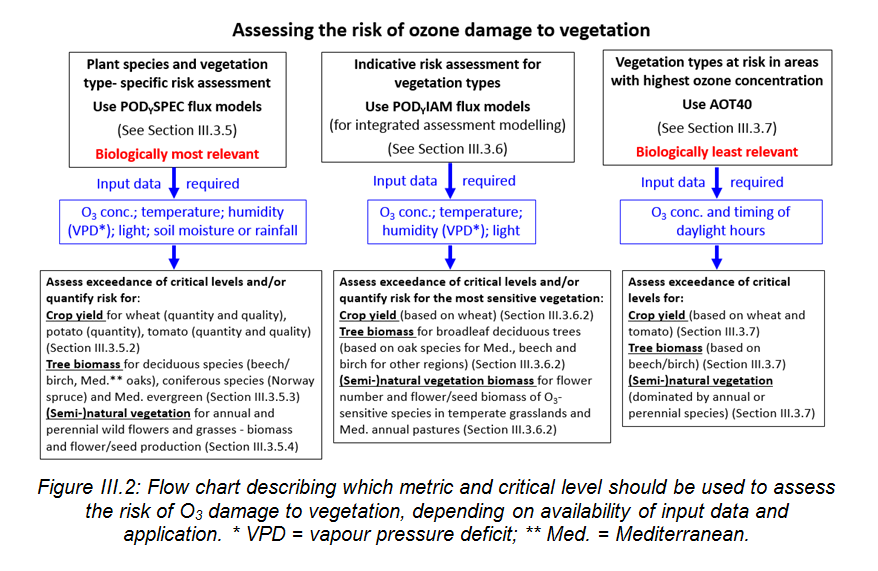 Assessing the risk of ozone damage to vegetation
Plant species and vegetation
type- specific risk assessment
Use PODYSPEC flux models
(See Section III.3.5)
Biologically most relevant
Input data required
O3 conc.; temperature; humidity
(VPD*); light; soil moisture or rainfall
Assess exceedance of critical levels and/or
quantify risk for:
Crop yield for wheat (quantity and quality),
potato (quantity), tomato (quantity and quality)
(Section III.3.5.2)
Tree biomass for deciduous species (beech/
birch, Med.** oaks), coniferous species (Norway
spruce) and Med. evergreen (Section III.3.5.3)
(Semi-)natural vegetation for annual and
perennial wild flowers and grasses - biomass
and flower/seed production (Section III.3.5.4)
Indicative risk assessment for
vegetation types
Use PODYIAM flux models
(for integrated assessment modelling)
(See Section III.3.6)
Input data required
O3 conc.; temperature;
humidity (VPD*); light
Assess exceedance of critical levels and/or
quantify risk for the most sensitive vegetation:
Crop yield (based on wheat) (Section III.3.6.2)
Tree biomass for broadleaf deciduous trees
(based on oak species for Med., beech and
birch for other regions) (Section III.3.6.2)
(Semi-)natural vegetation biomass for flower
number and flower/seed biomass of O3-
sensitive species in temperate grasslands and
Med. annual pastures (Section III.3.6.2)
Vegetation types at risk in areas
with highest ozone concentration
Use AOT40
(See Section III.3.7)
Biologically least relevant
Input data required
O3 conc. and timing of
daylight hours
Assess exceedance of critical
levels for:
Crop yield (based on wheat and
tomato) (Section III.3.7)
Tree biomass (based on
beech/birch) (Section III.3.7)
(Semi-)natural vegetation
(dominated by annual or
perennial species) (Section III.3.7)
Figure III.2: Flow chart describing which metric and critical level should be used to assess
the risk of O3 damage to vegetation, depending on availability of input data and
application. * VPD = vapour pressure deficit; ** Med. = Mediterranean.